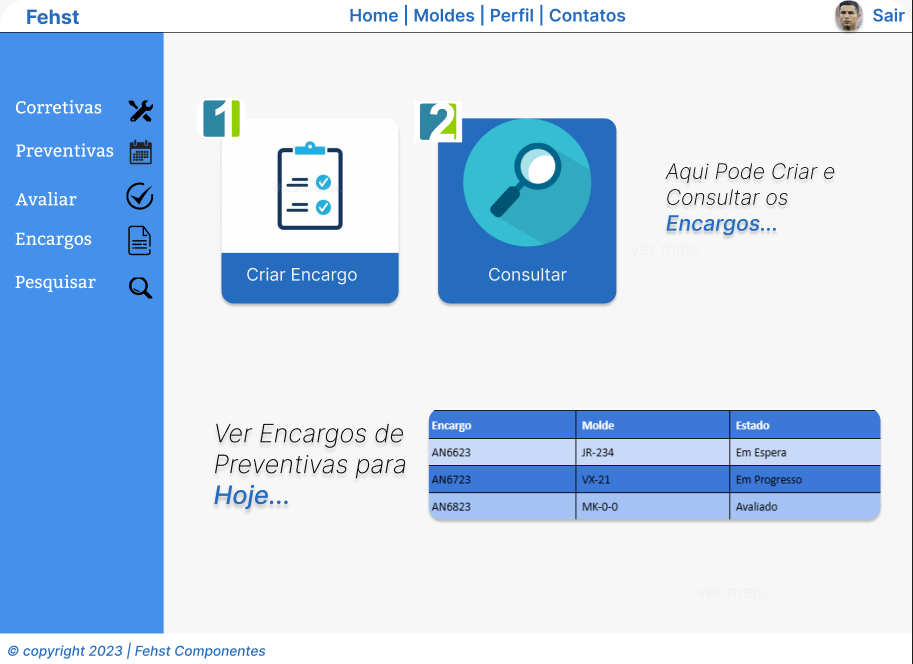 Fehst
Home | Moldes | Perfil | Contatos
Sair
Corretivas
Preventivas
Avaliar
Encargos
Pesquisar
1
2
Criar Encargo
Consultar
Aqui Pode Criar e
Consultar os
Encargos...
ver mais...
Ver Encargos de
Preventivas para
Hoje...
Encargo Molde Estado
AN6623 JR-234 Em Espera
AN6723 VX-21 Em Progresso
AN6823 MK-0-0 Avaliado
ver mais...
© copyright 2023 | Fehst Componentes